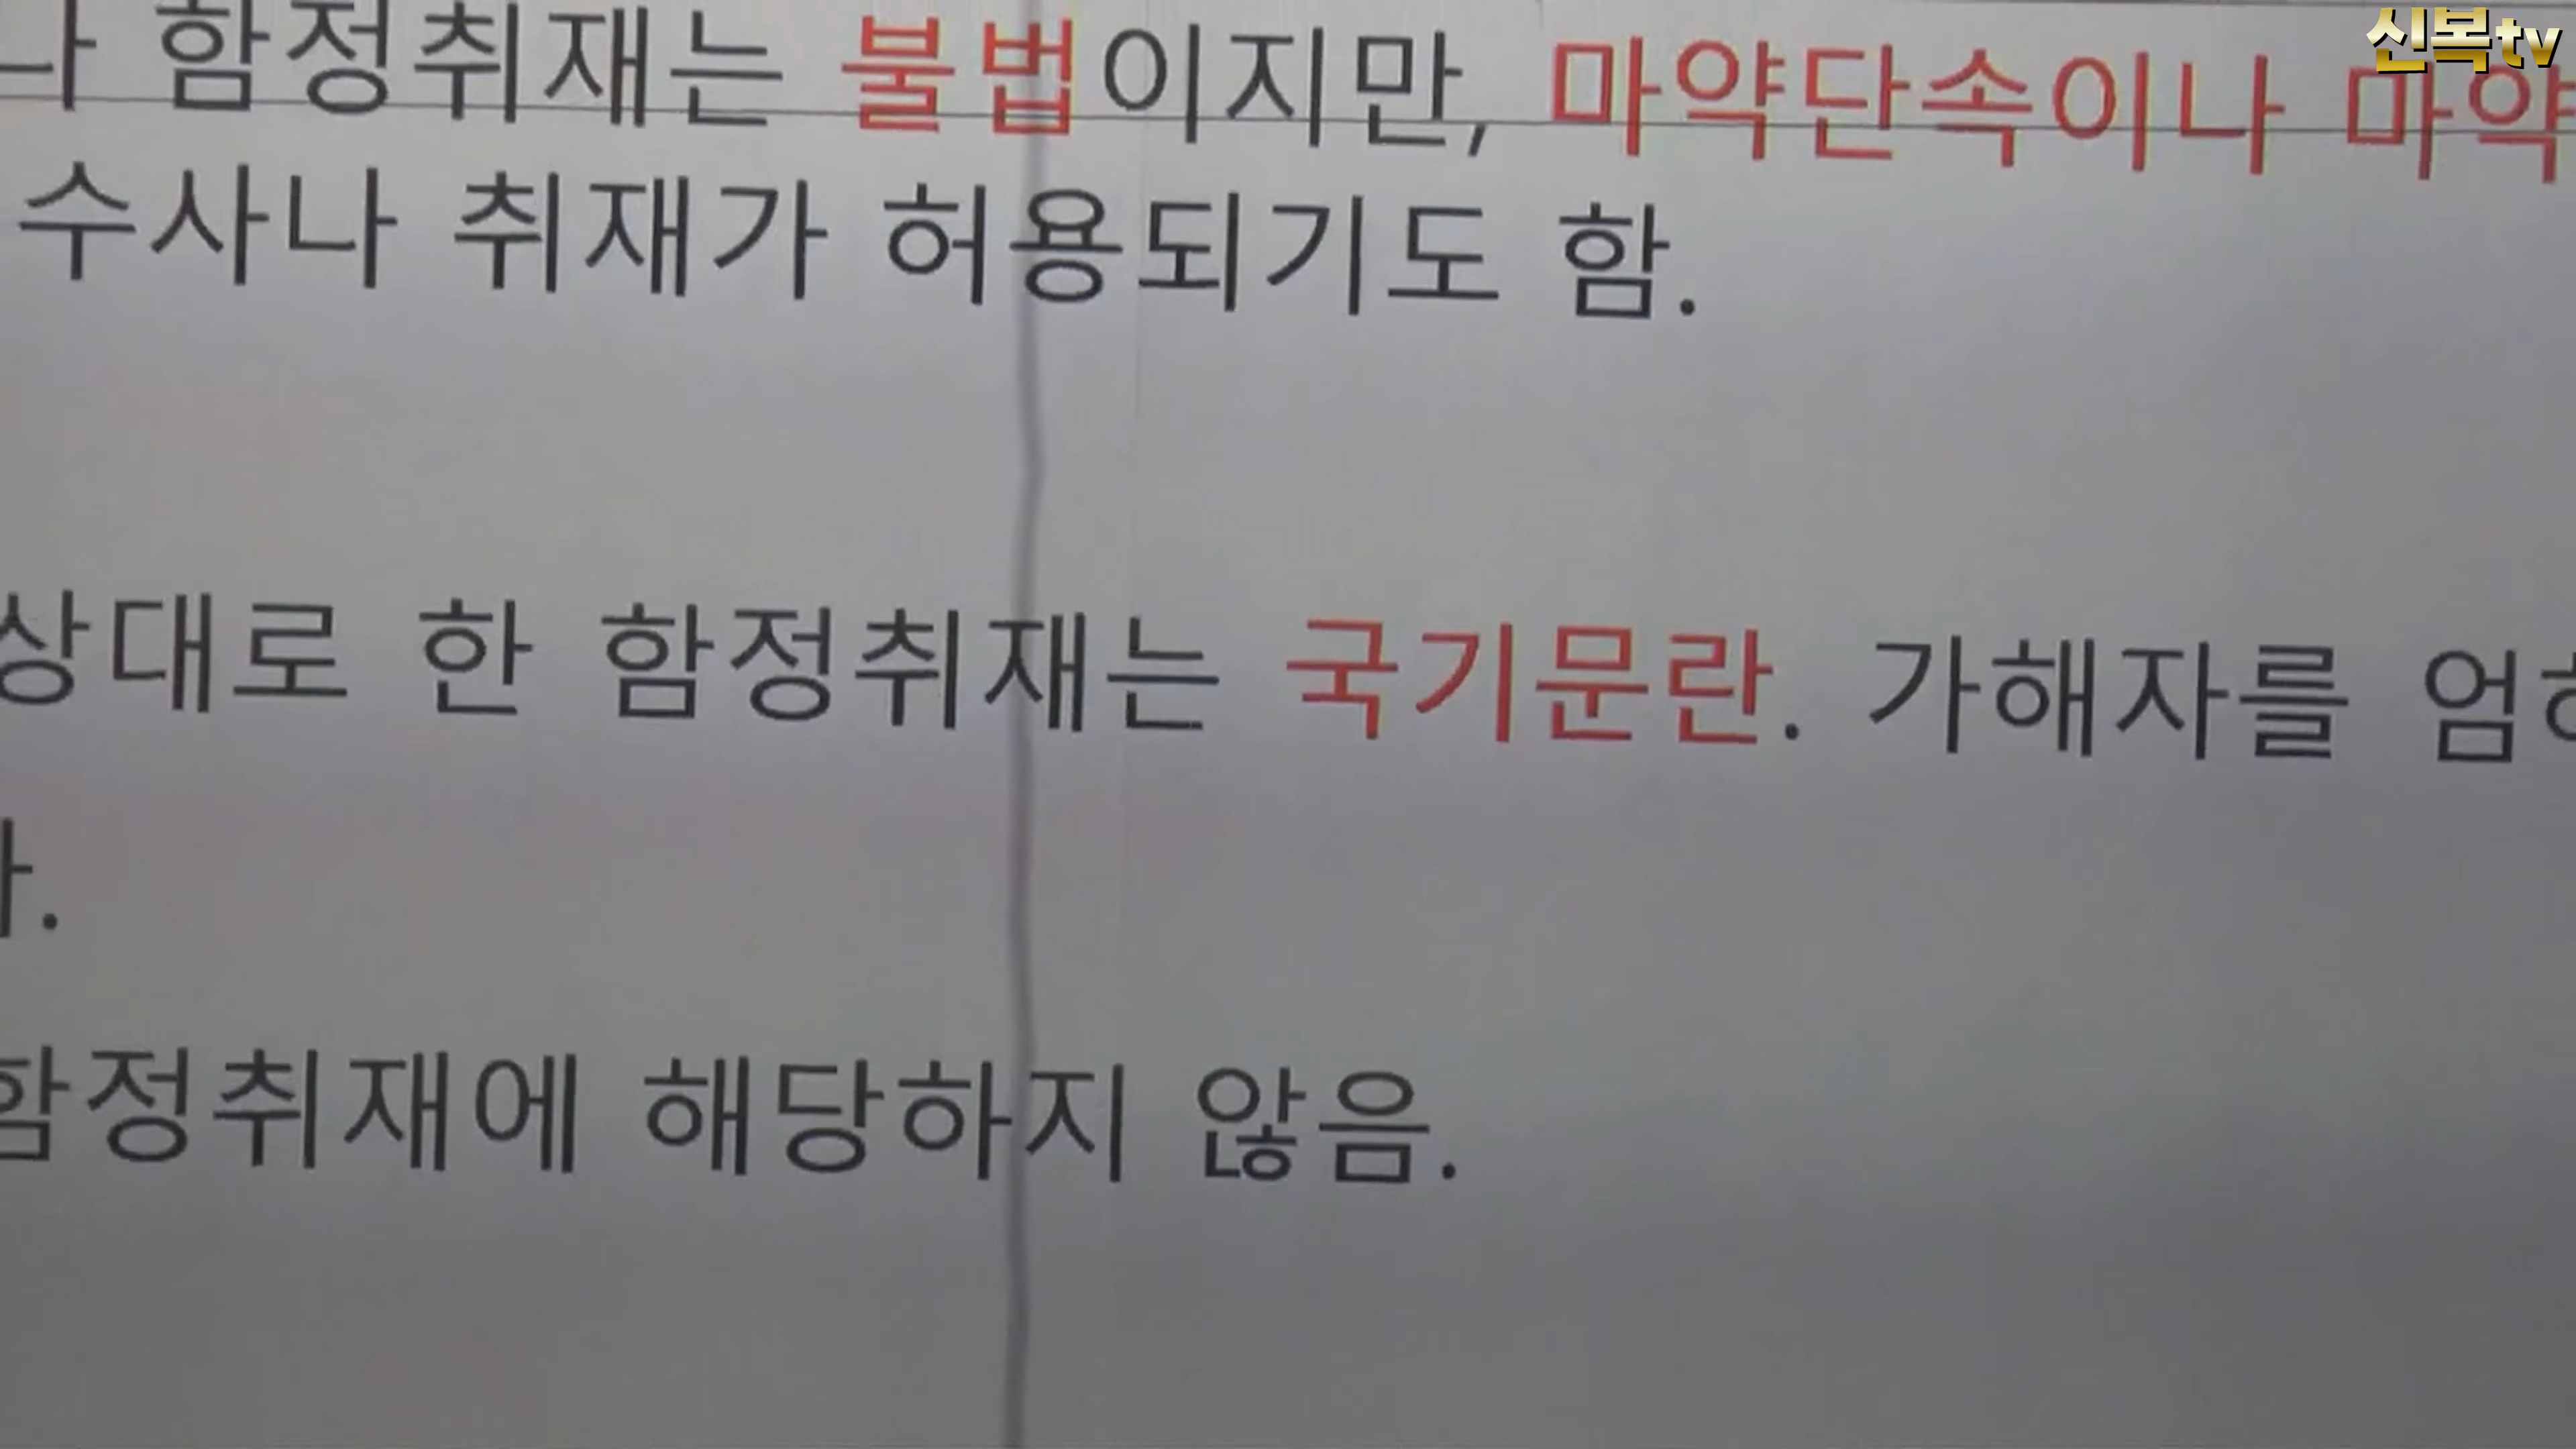 신복tv
함정취재는 불법이지만, 마약단속이나 마약
수사나 취재가 허용되기도 함.
상대로 한 함정취재는 국기문란. 가해자를
함정취재에 해당하지 않음.